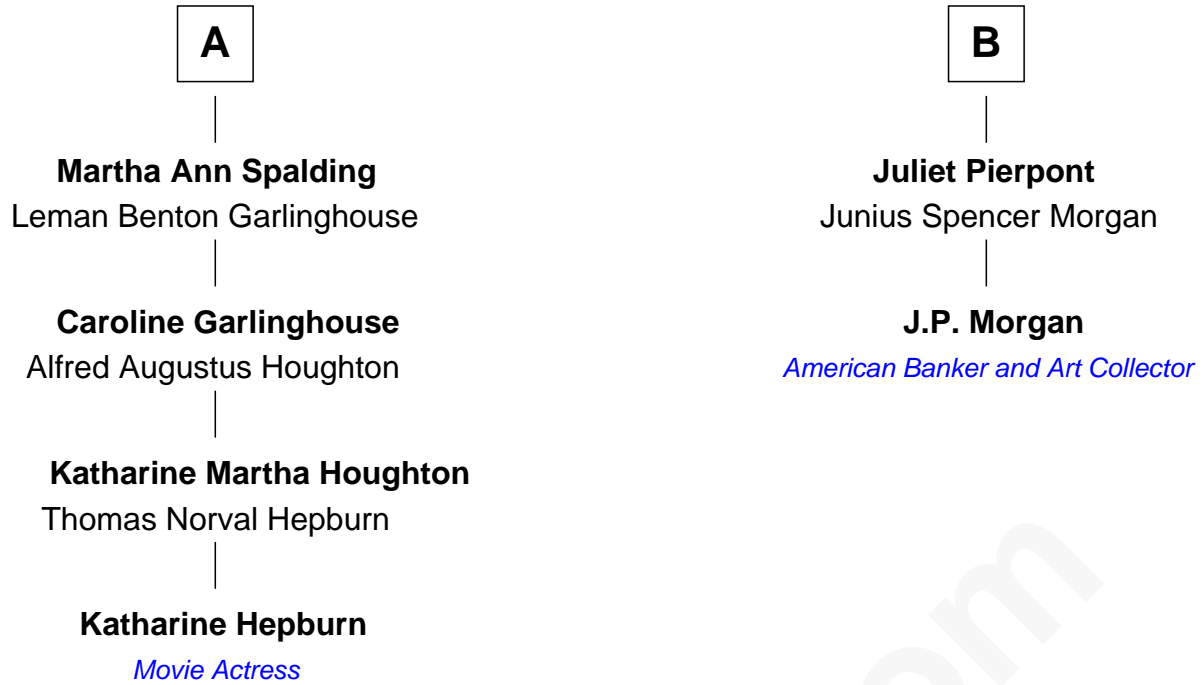 A
Martha Ann Spalding
Leman Benton Garlinghouse
Caroline Garlinghouse
Alfred Augustus Houghton
Katharine Martha Houghton
Thomas Norval Hepburn
Katharine Hepburn
Movie Actress
B
Juliet Pierpont
Junius Spencer Morgan
J.P. Morgan
American Banker and Art Collector
om